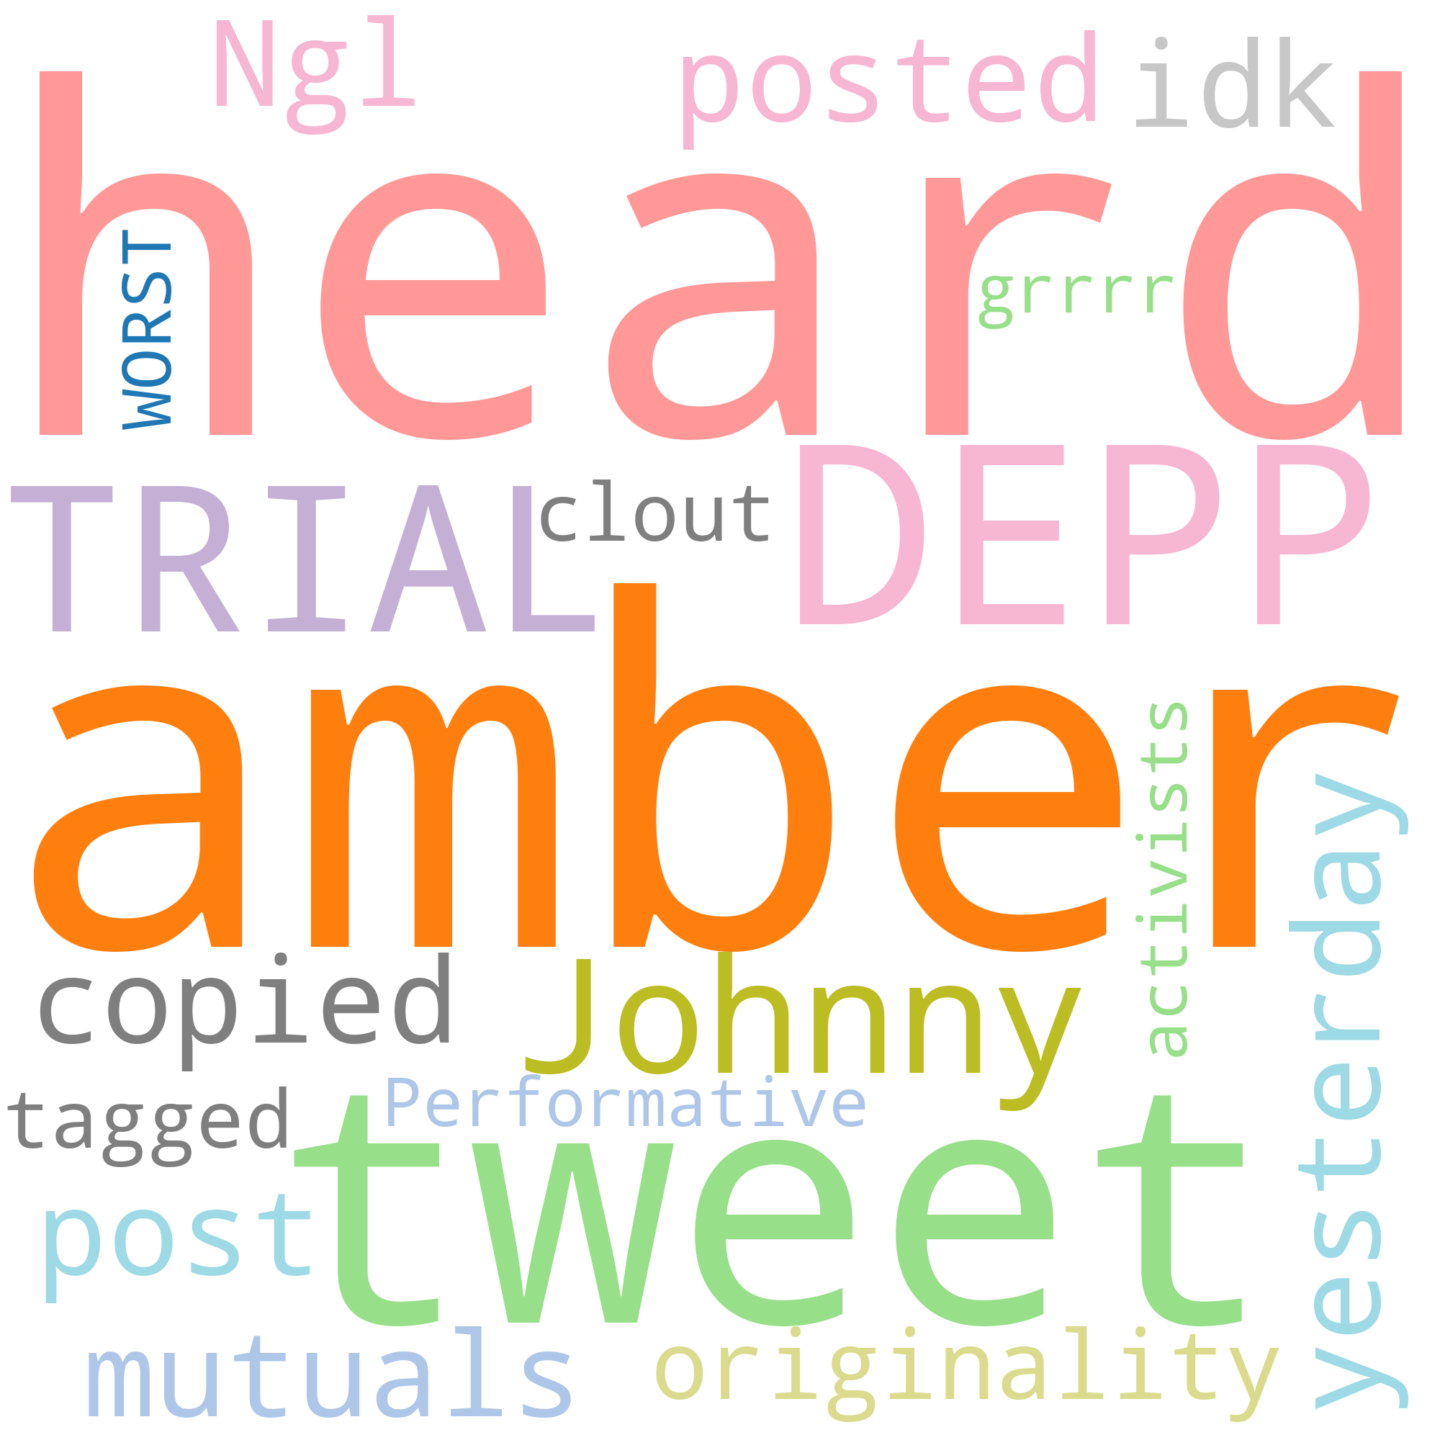 Ngl
posted
idk
heard
WORST
grrrr
TRIAL
clout
DEPP
amber
activists
yesterday
copied
Johnny
Performative
tagged
tweet
post
mutuals
originality